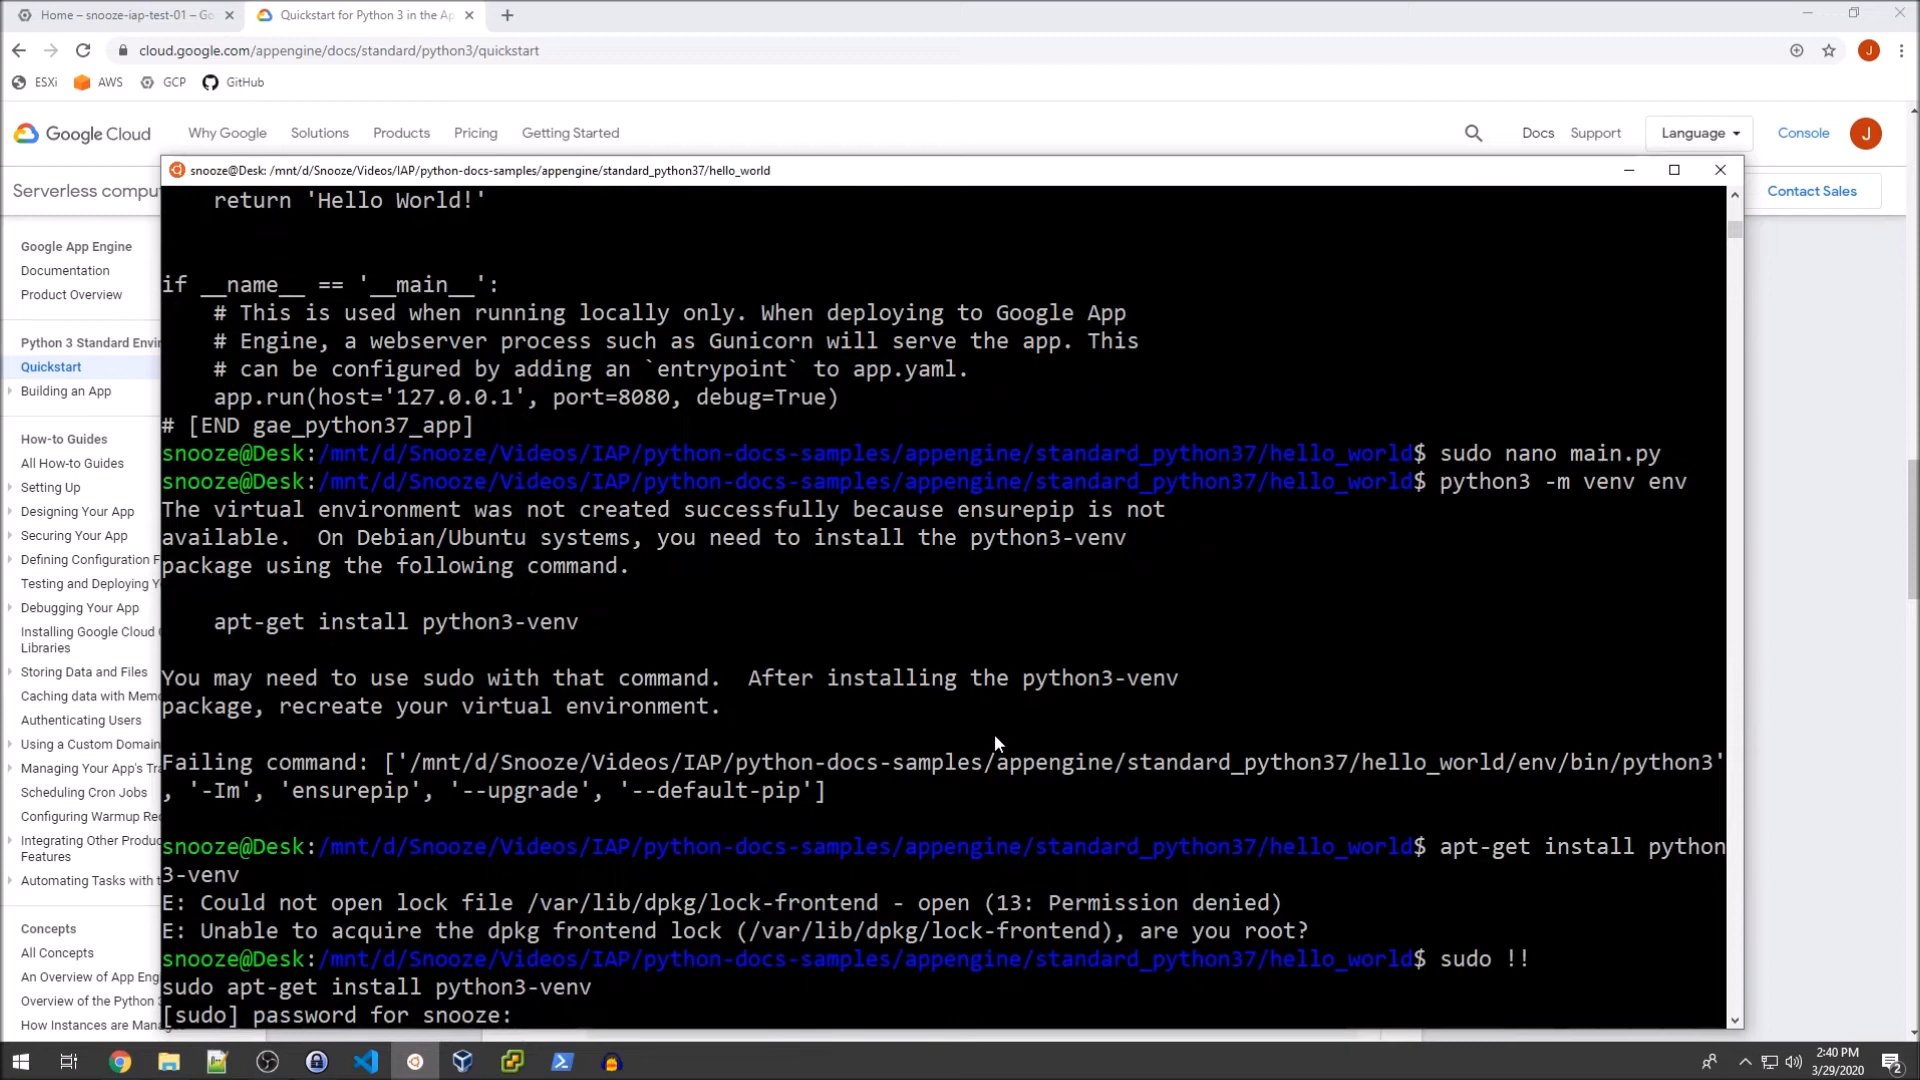 Home – snooze-iap-test-01 – Go
Quickstart for Python 3 in the Ap
cloud.google.com/appengine/docs/standard/python3/quickstart
J
ESXi
AWS
GCP
GitHub
Google Cloud
Why Google
Solutions
Products
Pricing
Getting Started
Docs
Support
Language
Console
J
Serverless compu
Contact Sales
Google App Engine
Documentation
Product Overview
Python 3 Standard Envi
Quickstart
Building an App
How-to Guides
All How-to Guides
Setting Up
Designing Your App
Securing Your App
Defining Configuration F
Testing and Deploying Y
Debugging Your App
Installing Google Cloud C
Libraries
Storing Data and Files
Caching data with Mem
Authenticating Users
Using a Custom Domain
Managing Your App's Tra
Scheduling Cron Jobs
Configuring Warmup Re
Integrating Other Produc
Features
Automating Tasks with t
Concepts
All Concepts
An Overview of App Eng
Overview of the Python 3
How Instances are Mana
snooze@Desk: /mnt/d/Snooze/Videos/IAP/python-docs-samples/appengine/standard_python37/hello_world
return 'Hello World!'
if __name__ == '__main__':
# This is used when running locally only. When deploying to Google App
# Engine, a webserver process such as Gunicorn will serve the app. This
# can be configured by adding an `entrypoint` to app.yaml.
app.run(host='127.0.0.1', port=8080, debug=True)
# [END gae_python37_app]
snooze@Desk:/mnt/d/Snooze/Videos/IAP/python-docs-samples/appengine/standard_python37/hello_world$ sudo nano main.py
snooze@Desk:/mnt/d/Snooze/Videos/IAP/python-docs-samples/appengine/standard_python37/hello_world$ python3 -m venv env
The virtual environment was not created successfully because ensurepip is not
available.  On Debian/Ubuntu systems, you need to install the python3-venv
package using the following command.
apt-get install python3-venv
You may need to use sudo with that command.  After installing the python3-venv
package, recreate your virtual environment.
Failing command: ['/mnt/d/Snooze/Videos/IAP/python-docs-samples/appengine/standard_python37/hello_world/env/bin/python3'
, '-Im', 'ensurepip', '--upgrade', '--default-pip']
snooze@Desk:/mnt/d/Snooze/Videos/IAP/python-docs-samples/appengine/standard_python37/hello_world$ apt-get install python
3-venv
E: Could not open lock file /var/lib/dpkg/lock-frontend - open (13: Permission denied)
E: Unable to acquire the dpkg frontend lock (/var/lib/dpkg/lock-frontend), are you root?
snooze@Desk:/mnt/d/Snooze/Videos/IAP/python-docs-samples/appengine/standard_python37/hello_world$ sudo !!
sudo apt-get install python3-venv
[sudo] password for snooze:
2:40 PM
3/29/2020
2